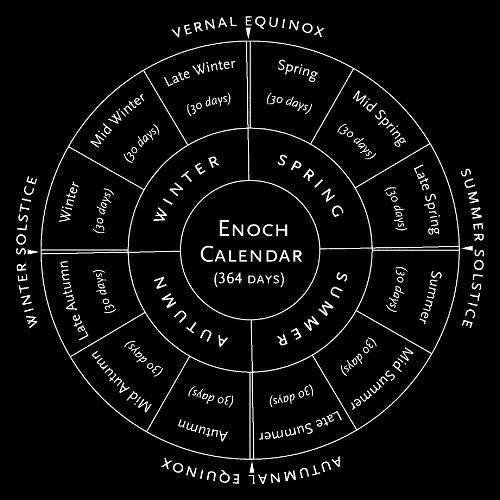 VERNAL EQUINOX
Late Winter
(30 days)
Spring
(30 days)
Mid Spring
(30 days)
Late Spring
(30 days)
SUMMER SOLSTICE
Summer
(30 days)
Mid Summer
(30 days)
Late Summer
(30 days)
AUTUMNAL EQUINOX
Autumn
(30 days)
Mid Autumn
(30 days)
Late Autumn
(30 days)
WINTER SOLSTICE
Winter
(30 days)
Mid Winter
(30 days)
WINTER
SPRING
SUMMER
AUTUMN
ENOCH
CALENDAR
(364 DAYS)